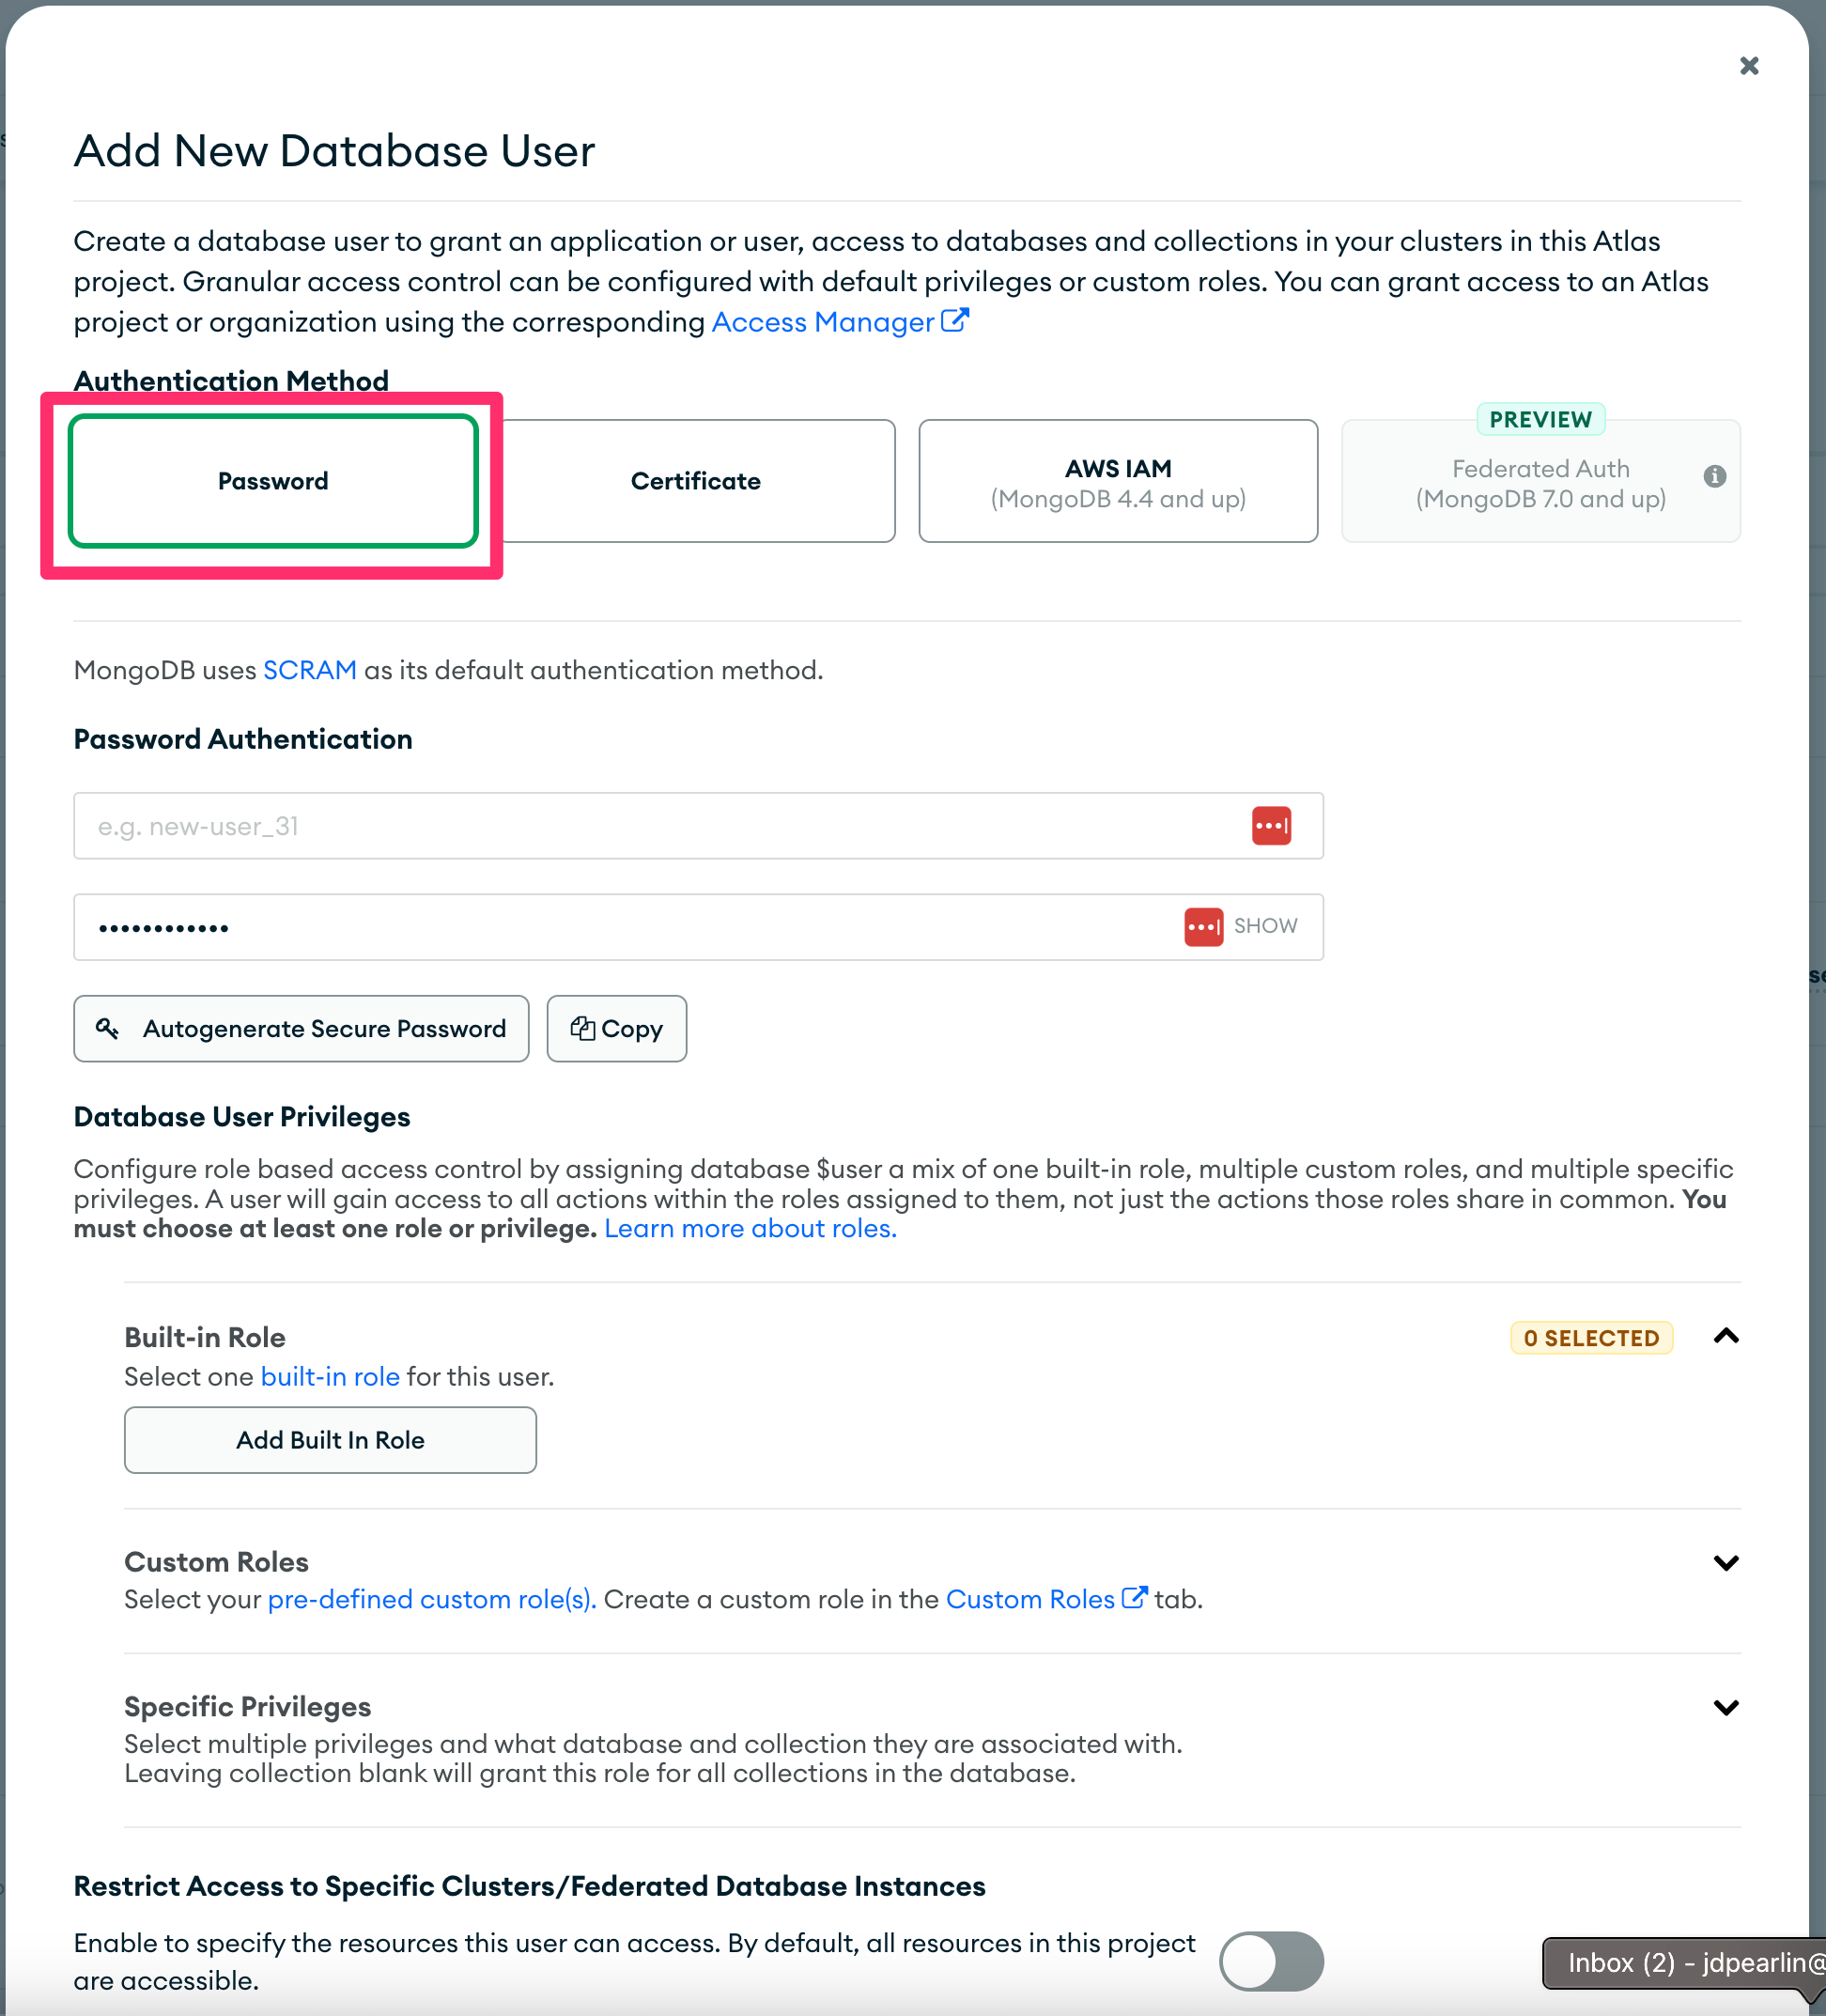 Add New Database User
Create a database user to grant an application or user, access to databases and collections in your clusters in this Atlas
project. Granular access control can be configured with default privileges or custom roles. You can grant access to an Atlas
project or organization using the corresponding Access Manager
Authentication Method
Password
Certificate
AWS IAM
(MongoDB 4.4 and up)
PREVIEW
Federated Auth
(MongoDB 7.0 and up)
MongoDB uses SCRAM as its default authentication method.
Password Authentication
e.g. new-user_31
••••••••••••
SHOW
Autogenerate Secure Password
Copy
Database User Privileges
Configure role based access control by assigning database $user a mix of one built-in role, multiple custom roles, and multiple specific
privileges. A user will gain access to all actions within the roles assigned to them, not just the actions those roles share in common. You
must choose at least one role or privilege. Learn more about roles.
Built-in Role
0 SELECTED
Select one built-in role for this user.
Add Built In Role
Custom Roles
Select your pre-defined custom role(s). Create a custom role in the Custom Roles tab.
Specific Privileges
Select multiple privileges and what database and collection they are associated with.
Leaving collection blank will grant this role for all collections in the database.
Restrict Access to Specific Clusters/Federated Database Instances
Enable to specify the resources this user can access. By default, all resources in this project
are accessible.
Inbox (2) - jdpearlin@